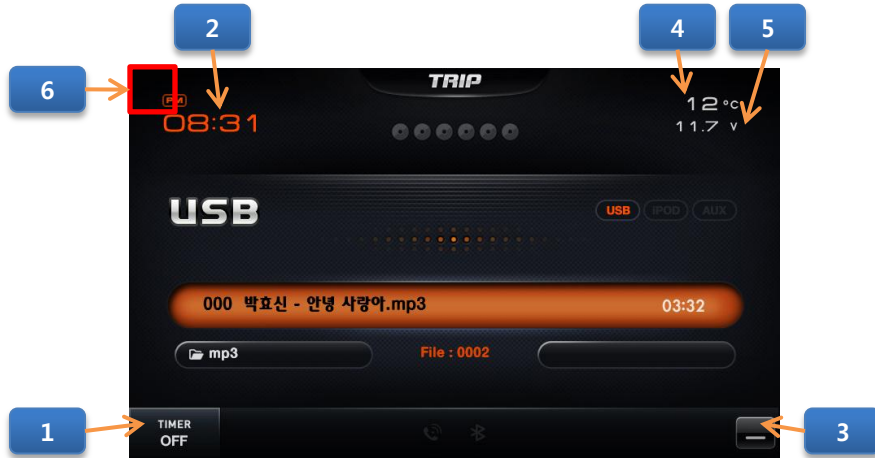 2
4
5
6
TRIP
PM
08:31
12 °C
11.7 V
USB
USB
iPOD
AUX
000 박효신 - 안녕 사랑아.mp3
03:32
mp3
File : 0002
1
TIMER
OFF
3